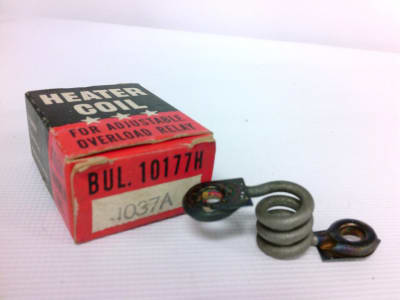 HEATER
COIL
FOR ADJUSTABLE
OVERLOAD RELAY
BUL. 10177H
1037A